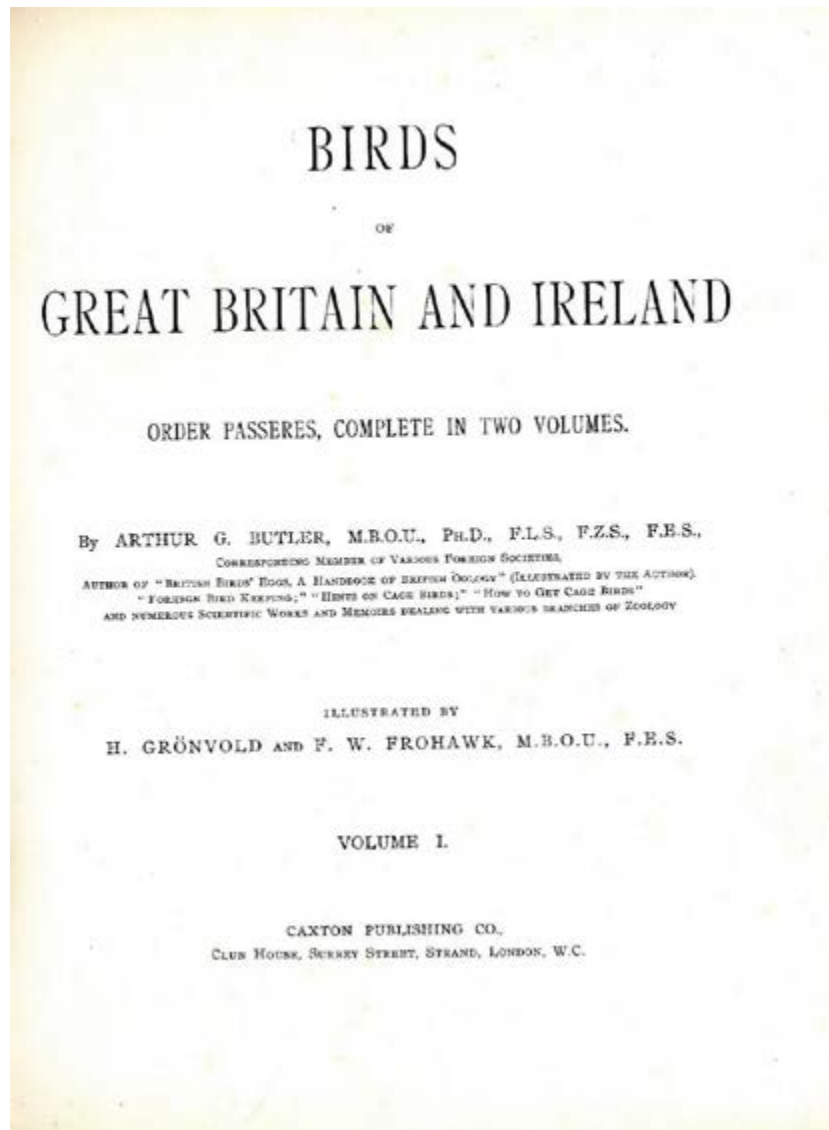 BIRDS
OF
GREAT BRITAIN AND IRELAND
ORDER PASSERES, COMPLETE IN TWO VOLUMES.
By ARTHUR G. BUTLER, M.B.O.U., PH.D., F.L.S., F.Z.S., F.E.S.,
CORRESPONDING MEMBER OF VARIOUS FOREIGN SOCIETIES,
AUTHOR OF "BRITISH BIRDS' EGGS, A HANDBOOK OF BRITISH OOLOGY" (ILLUSTRATED BY THE AUTHOR).
"FOREIGN BIRD KEEPING;" "HINTS ON CAGE BIRDS;" "HOW TO GET CAGE BIRDS"
AND NUMEROUS SCIENTIFIC WORKS AND MEMOIRS DEALING WITH VARIOUS BRANCHES OF ZOOLOGY
ILLUSTRATED BY
H. GRÖNVOLD AND F. W. FROHAWK, M.B.O.U., F.E.S.
VOLUME I.
CAXTON PUBLISHING CO.,
CLUN HOUSE, SURREY STREET, STRAND, LONDON, W.C.